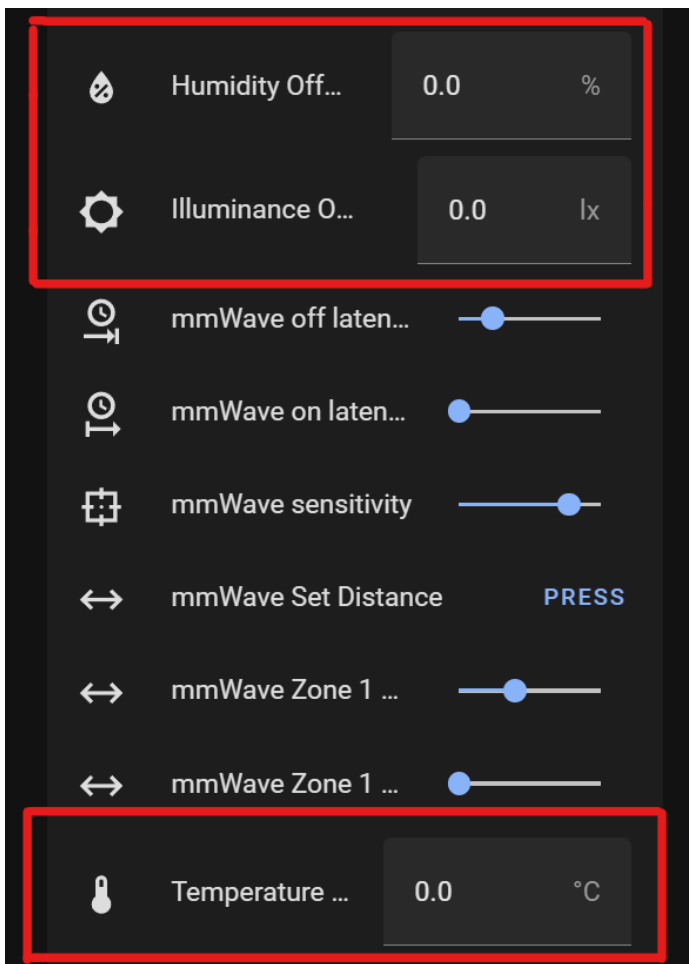 Humidity Off... 0.0 %
Illuminance O... 0.0 lx
mmWave off laten...
mmWave on laten...
mmWave sensitivity
mmWave Set Distance PRESS
mmWave Zone 1 ...
mmWave Zone 1 ...
Temperature ... 0.0 °C